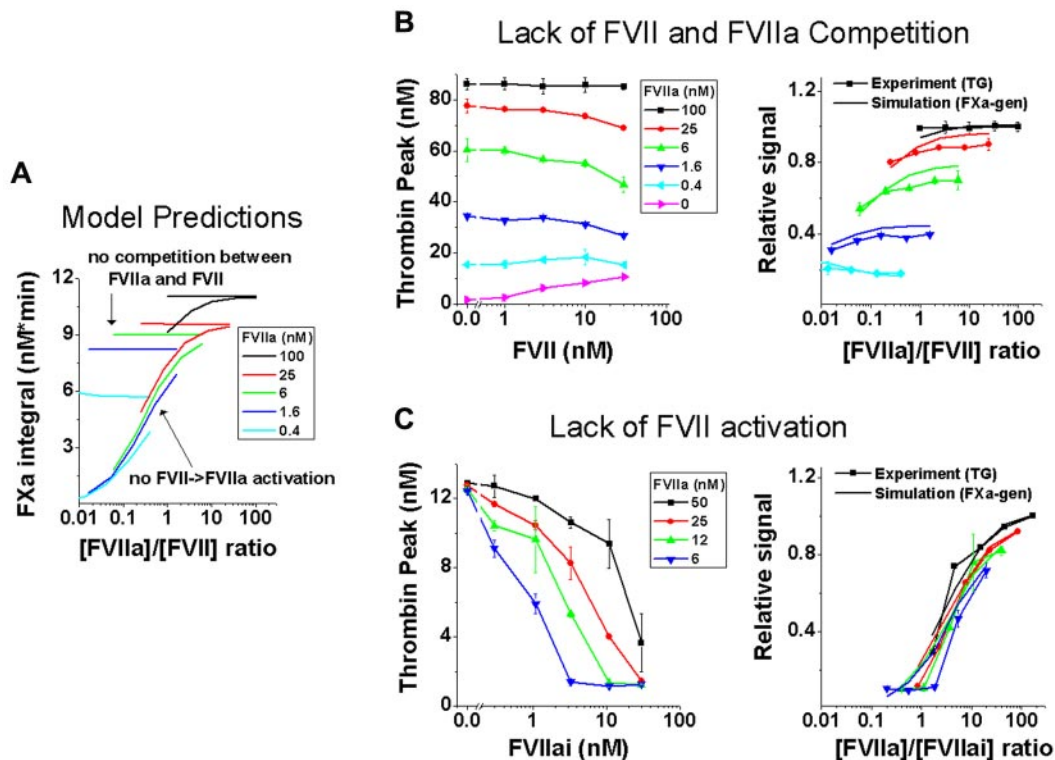 A
Model Predictions
no competition between
FVIIa and FVII
FXa integral (nM*min)
12
9
6
3
FVIIa (nM)
100
25
6
1.6
0.4
no FVII->FVIIa activation
0.01 0.1 1 10 100
[FVIIa]/[FVII] ratio
B
Lack of FVII and FVIIa Competition
Thrombin Peak (nM)
80
60
40
20
0
FVIIa (nM)
100
25
6
1.6
0.4
0
0.0 1 10 100
FVII (nM)
Relative signal
1.2
0.8
0.4
Experiment (TG)
Simulation (FXa-gen)
0.01 0.1 1 10 100
[FVIIa]/[FVII] ratio
C
Lack of FVII activation
Thrombin Peak (nM)
12
8
4
0
FVIIa (nM)
50
25
12
6
0.0 1 10 100
FVIIai (nM)
Relative signal
1.2
0.8
0.4
Experiment (TG)
Simulation (FXa-gen)
0.01 0.1 1 10 100
[FVIIa]/[FVIIai] ratio